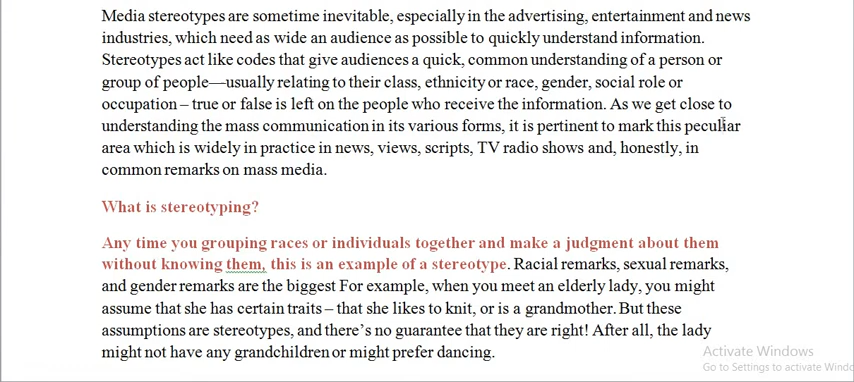 Media stereotypes are sometime inevitable, especially in the advertising, entertainment and news
industries, which need as wide an audience as possible to quickly understand information.
Stereotypes act like codes that give audiences a quick, common understanding of a person or
group of people—usually relating to their class, ethnicity or race, gender, social role or
occupation – true or false is left on the people who receive the information. As we get close to
understanding the mass communication in its various forms, it is pertinent to mark this peculiar
area which is widely in practice in news, views, scripts, TV radio shows and, honestly, in
common remarks on mass media.
What is stereotyping?
Any time you grouping races or individuals together and make a judgment about them
without knowing them, this is an example of a stereotype. Racial remarks, sexual remarks,
and gender remarks are the biggest For example, when you meet an elderly lady, you might
assume that she has certain traits – that she likes to knit, or is a grandmother. But these
assumptions are stereotypes, and there's no guarantee that they are right! After all, the lady
might not have any grandchildren or might prefer dancing.
Activate Windows
Go to Settings to activate Windo